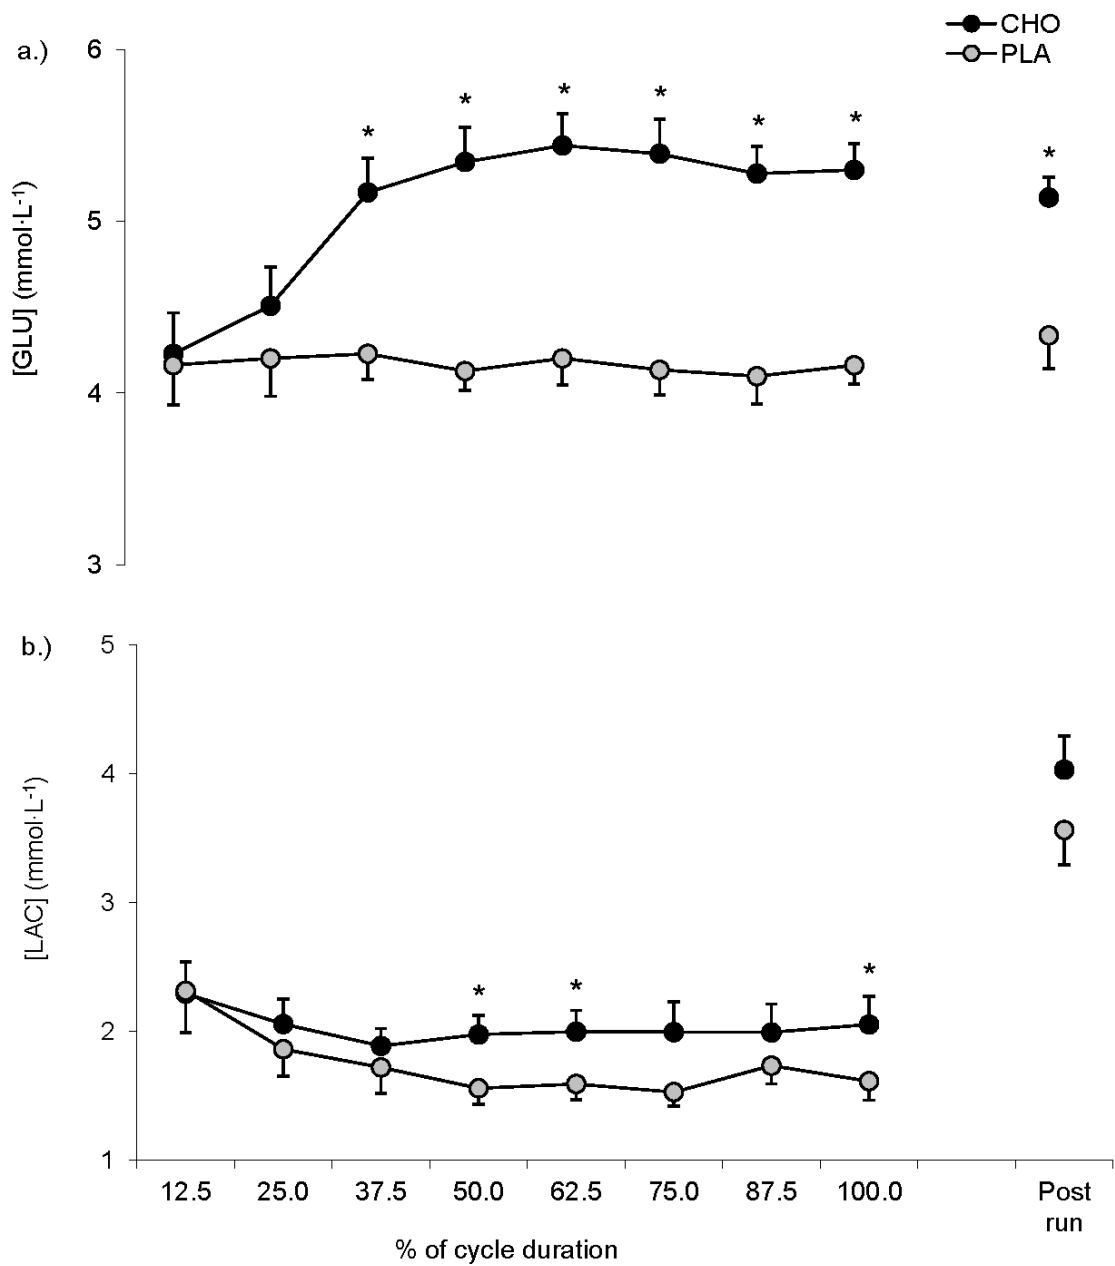 CHO
PLA
a.)
6
5
4
3
[GLU] (mmol·L-1)
*
*
*
*
*
*
*
b.)
5
4
3
2
1
[LAC] (mmol·L-1)
*
*
*
12.5 25.0 37.5 50.0 62.5 75.0 87.5 100.0 Post
run
% of cycle duration